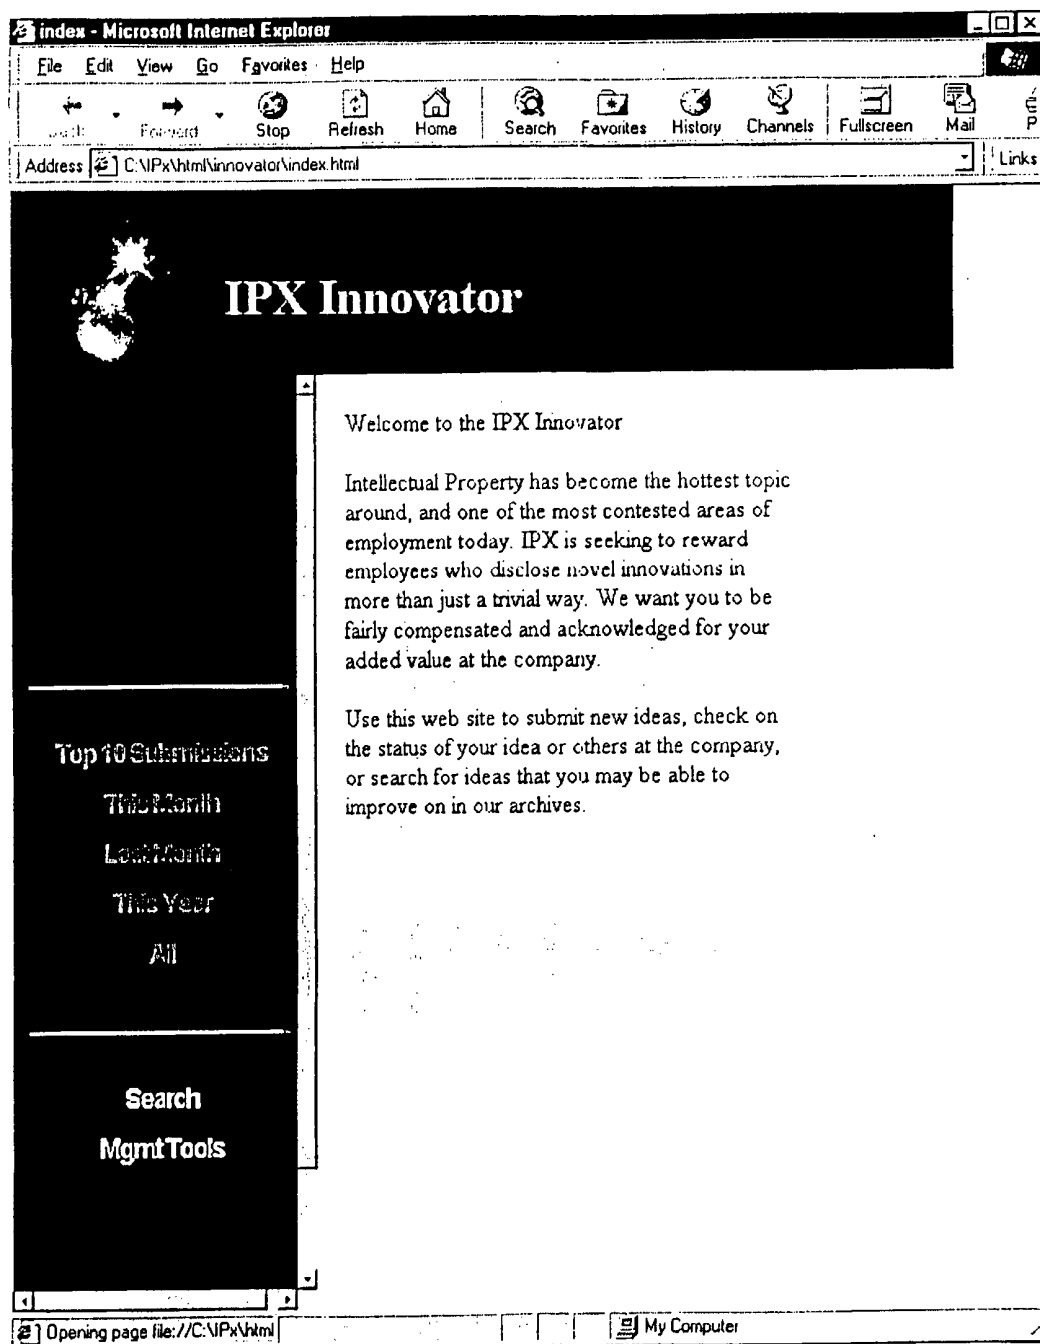 index - Microsoft Internet Explorer
File Edit View Go Favorites Help
Forward Stop Refresh Home Search Favorites History Channels Fullscreen Mail
Address C:\IPx\html\innovator\index.html Links
IPX Innovator
Welcome to the IPX Innovator
Intellectual Property has become the hottest topic
around, and one of the most contested areas of
employment today. IPX is seeking to reward
employees who disclose novel innovations in
more than just a trivial way. We want you to be
fairly compensated and acknowledged for your
added value at the company.
Use this web site to submit new ideas, check on
the status of your idea or others at the company,
or search for ideas that you may be able to
improve on in our archives.
Top 10 Submissions
This Month
Last Month
This Year
All
Search
Mgmt Tools
Opening page file://C:\IPx\html
My Computer